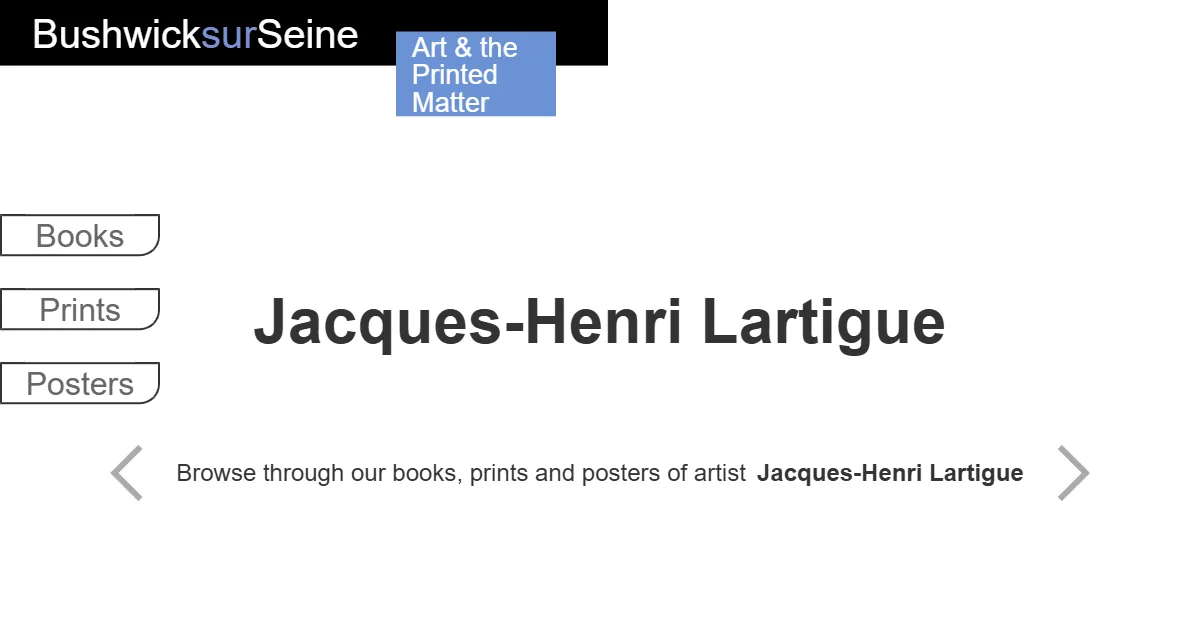 BushwicksurSeine
Art & the
Printed
Matter
Books
Prints
Jacques-Henri Lartigue
Posters
Browse through our books, prints and posters of artist Jacques-Henri Lartigue